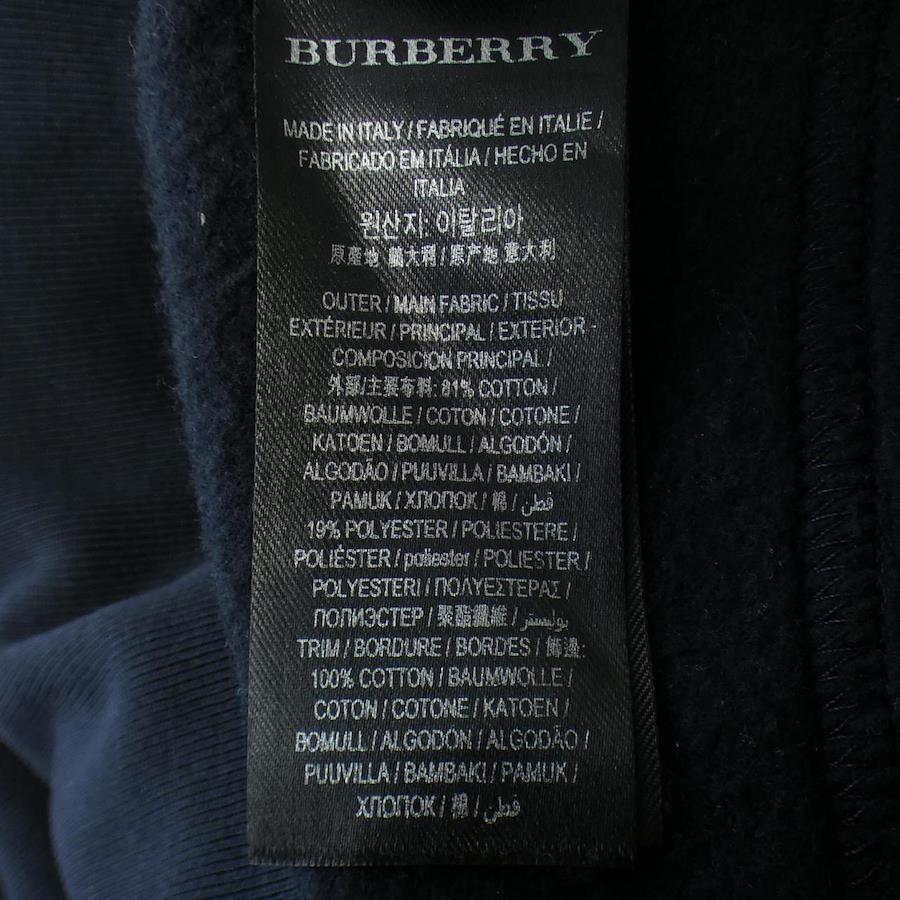 BURBERRY
MADE IN ITALY / FABRIQUÉ EN ITALIE /
FABRICADO EM ITÁLIA / HECHO EN
ITALIA
원산지: 이탈리아
原產地 義大利 / 原产地 意大利
OUTER / MAIN FABRIC / TISSU
EXTÉRIEUR / PRINCIPAL / EXTERIOR -
COMPOSICION PRINCIPAL /
外部/主要布料: 81% COTTON /
BAUMWOLLE / COTON / COTONE /
KATOEN / BOMULL / ALGODÓN /
ALGODÃO / PUUVILLA / BAMBAKI /
PAMUK / ХЛОПОК / 棉 / قطن
19% POLYESTER / POLIESTERE /
POLIÉSTER / poliester / POLIESTER /
POLYESTERI / ΠΟΛΥΕΣΤΕΡΑΣ /
ПОЛИЭСТЕР / 聚酯纖維 / بوليستر
TRIM / BORDURE / BORDES / 飾邊:
100% COTTON / BAUMWOLLE /
COTON / COTONE / KATOEN /
BOMULL / ALGODÓN / ALGODÃO /
PUUVILLA / BAMBAKI / PAMUK /
ХЛОПОК / 棉 / قطن